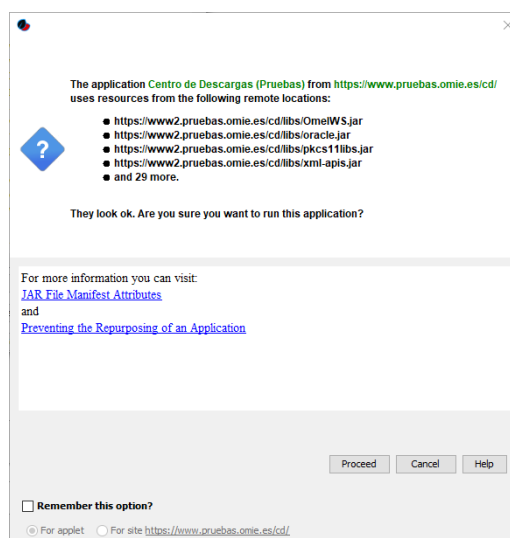 The application Centro de Descargas (Pruebas) from https://www.pruebas.omie.es/cd/
uses resources from the following remote locations:
https://www2.pruebas.omie.es/cd/libs/OmelWS.jar
https://www2.pruebas.omie.es/cd/libs/oracle.jar
https://www2.pruebas.omie.es/cd/libs/pkcs11libs.jar
https://www2.pruebas.omie.es/cd/libs/xml-apis.jar
and 29 more.
They look ok. Are you sure you want to run this application?
For more information you can visit:
JAR File Manifest Attributes
and
Preventing the Repurposing of an Application
Proceed Cancel Help
Remember this option?
For applet For site https://www.pruebas.omie.es/cd/